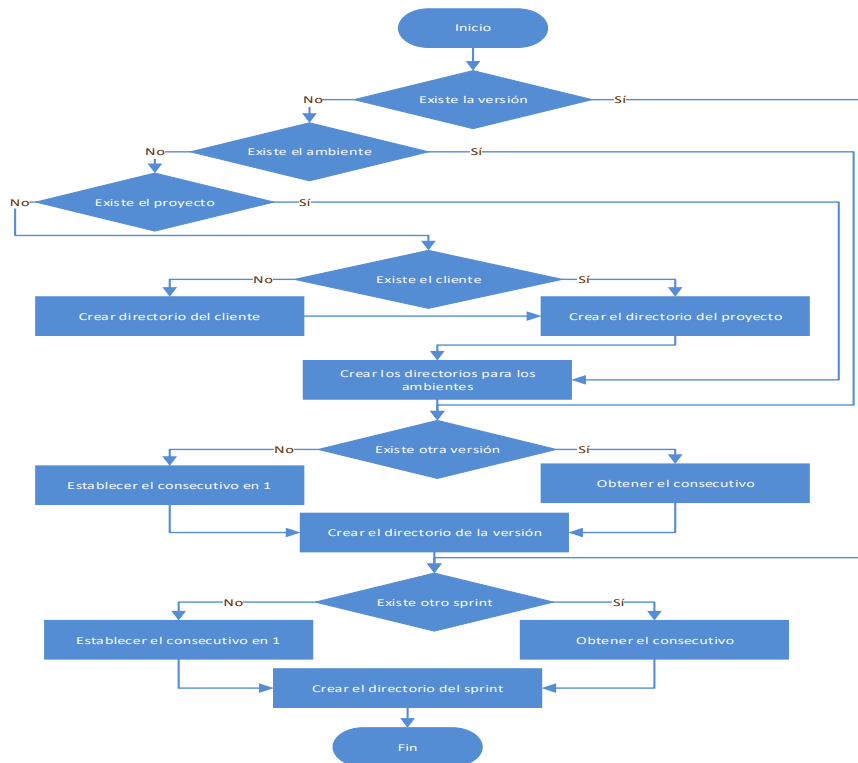 Inicio
Existe la versión
No
Sí
Existe el ambiente
No
Sí
Existe el proyecto
No
Sí
Existe el cliente
No
Sí
Crear directorio del cliente
Crear el directorio del proyecto
Crear los directorios para los
ambientes
Existe otra versión
No
Sí
Establecer el consecutivo en 1
Obtener el consecutivo
Crear el directorio de la versión
Existe otro sprint
No
Sí
Establecer el consecutivo en 1
Obtener el consecutivo
Crear el directorio del sprint
Fin